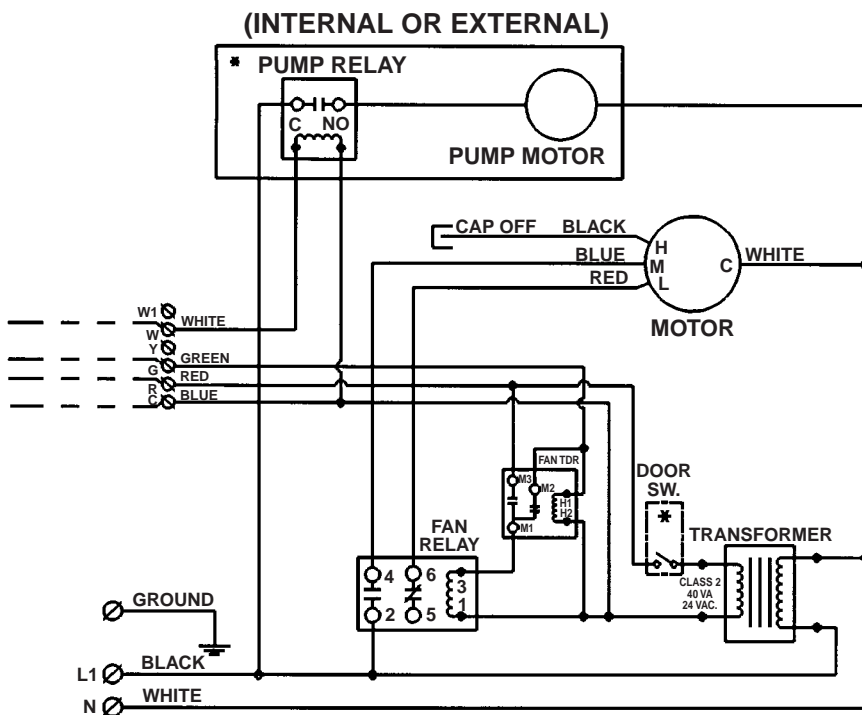 (INTERNAL OR EXTERNAL)
* PUMP RELAY
C NO
PUMP MOTOR
CAP OFF BLACK
BLUE
RED
H
M
L
C
WHITE
MOTOR
W1
W
WHITE
Y
G
GREEN
R
RED
C
BLUE
FAN TDR
M3
M2
H1
H2
M1
DOOR
SW.
*
FAN
RELAY
4
6
3
2
5
1
TRANSFORMER
CLASS 2
40 VA
24 VAC.
GROUND
L1
BLACK
N
WHITE